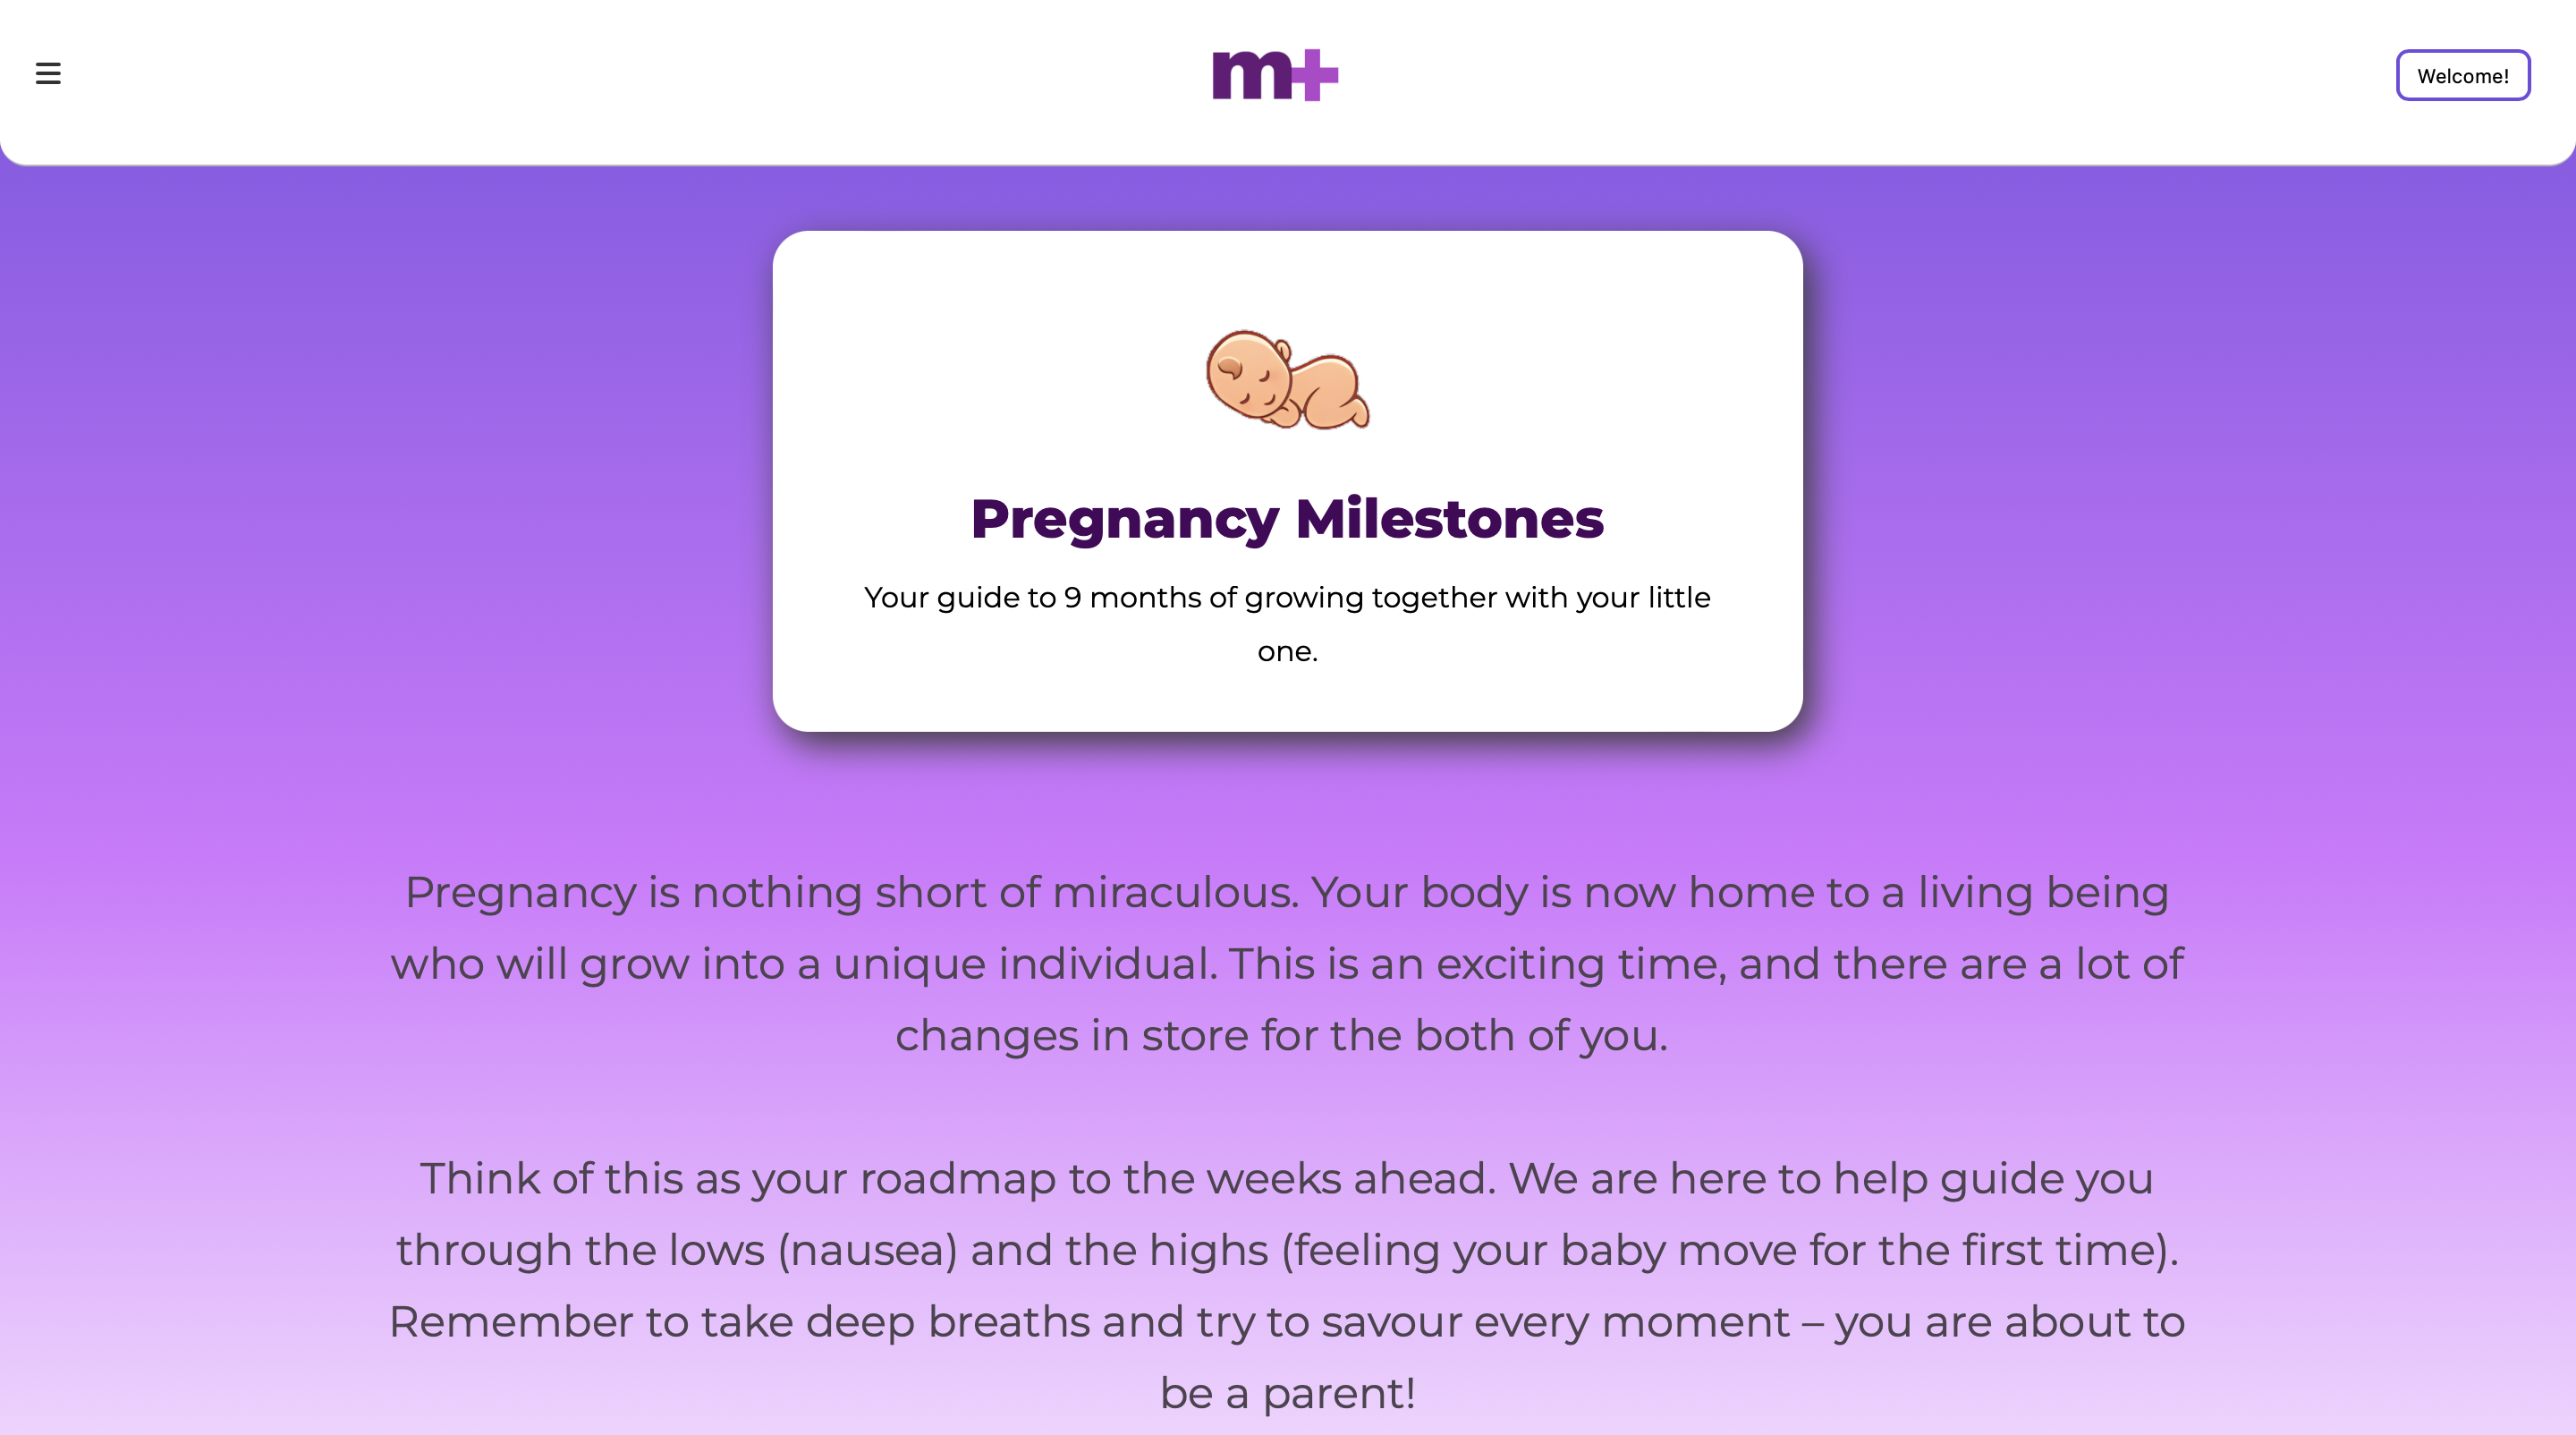 m+
Welcome!
Pregnancy Milestones
Your guide to 9 months of growing together with your little
one.
Pregnancy is nothing short of miraculous. Your body is now home to a living being
who will grow into a unique individual. This is an exciting time, and there are a lot of
changes in store for the both of you.
Think of this as your roadmap to the weeks ahead. We are here to help guide you
through the lows (nausea) and the highs (feeling your baby move for the first time).
Remember to take deep breaths and try to savour every moment – you are about to
be a parent!